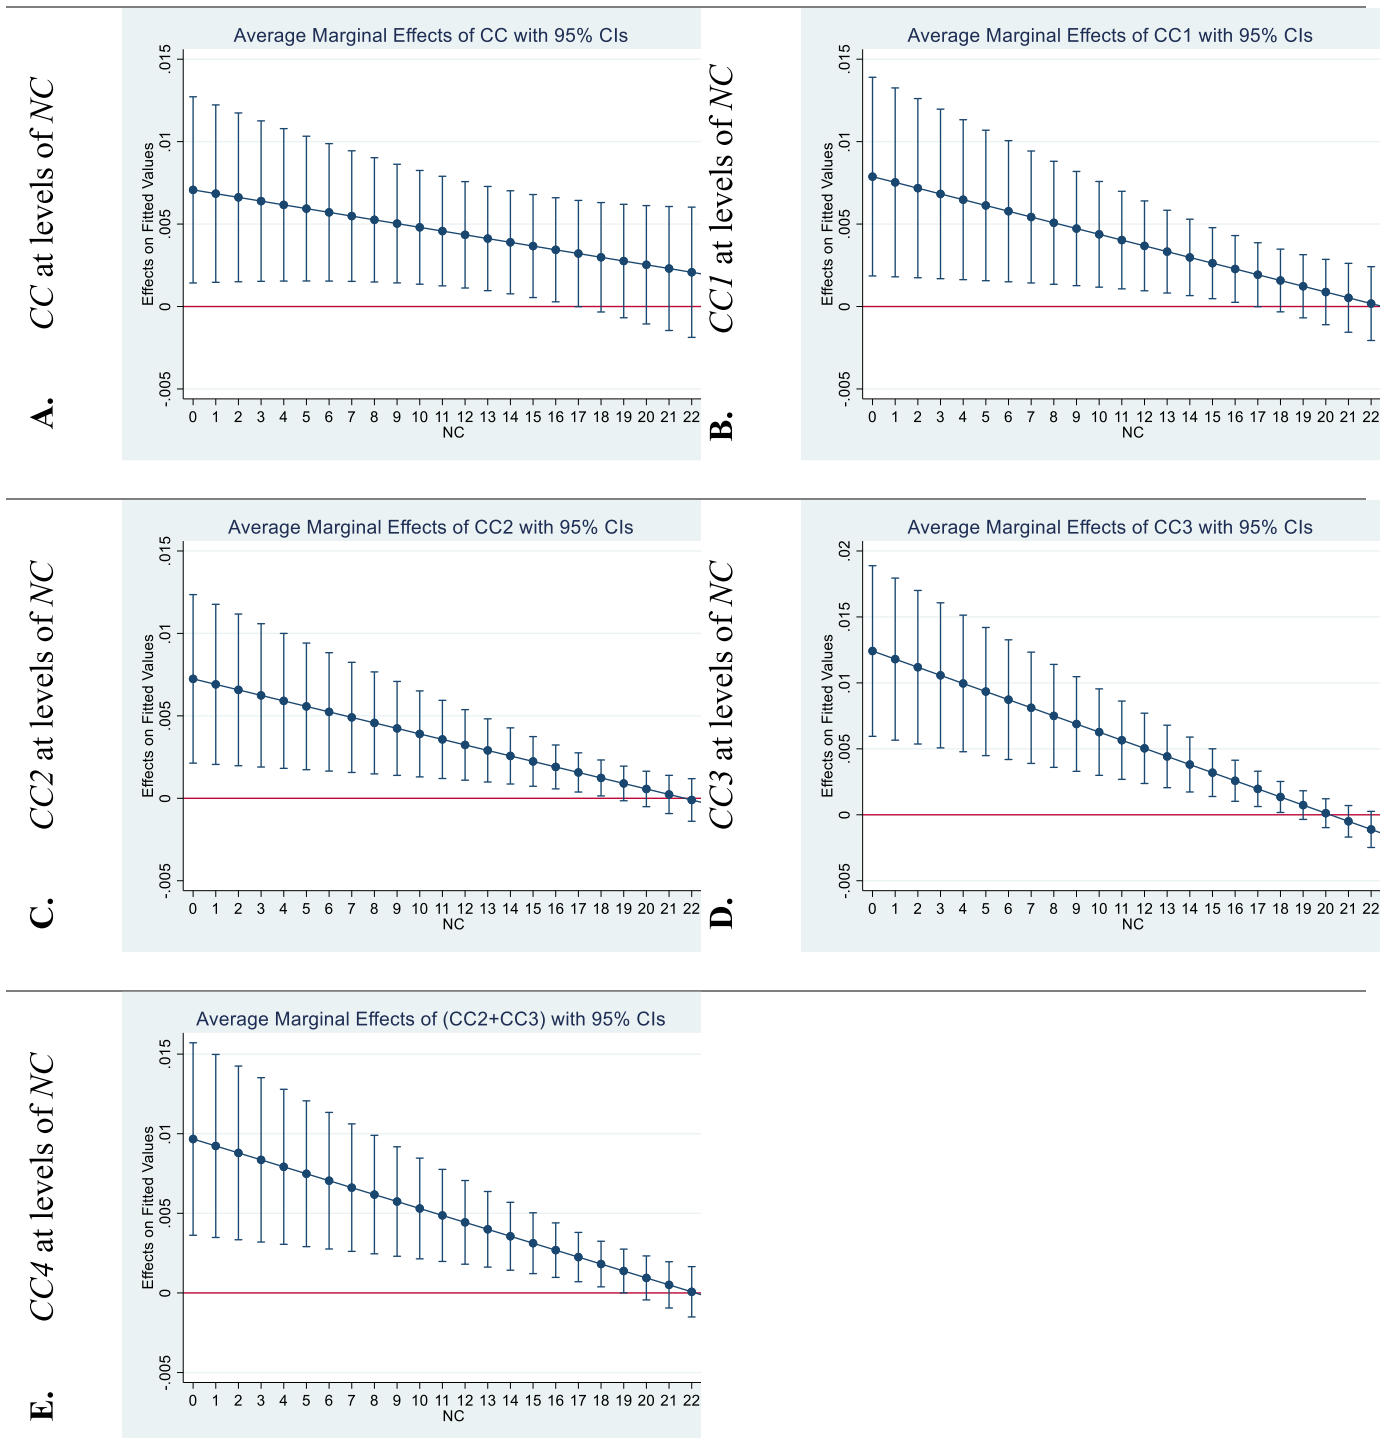 A. CC at levels of NC
Average Marginal Effects of CC with 95% CIs
Effects on Fitted Values
.015
.01
.005
0
-.005
0 1 2 3 4 5 6 7 8 9 10 11 12 13 14 15 16 17 18 19 20 21 22
NC
B. CC1 at levels of NC
Average Marginal Effects of CC1 with 95% CIs
Effects on Fitted Values
.015
.01
.005
0
-.005
0 1 2 3 4 5 6 7 8 9 10 11 12 13 14 15 16 17 18 19 20 21 22
NC
C. CC2 at levels of NC
Average Marginal Effects of CC2 with 95% CIs
Effects on Fitted Values
.015
.01
.005
0
-.005
0 1 2 3 4 5 6 7 8 9 10 11 12 13 14 15 16 17 18 19 20 21 22
NC
D. CC3 at levels of NC
Average Marginal Effects of CC3 with 95% CIs
Effects on Fitted Values
.02
.015
.01
.005
0
-.005
0 1 2 3 4 5 6 7 8 9 10 11 12 13 14 15 16 17 18 19 20 21 22
NC
E. CC4 at levels of NC
Average Marginal Effects of (CC2+CC3) with 95% CIs
Effects on Fitted Values
.015
.01
.005
0
-.005
0 1 2 3 4 5 6 7 8 9 10 11 12 13 14 15 16 17 18 19 20 21 22
NC